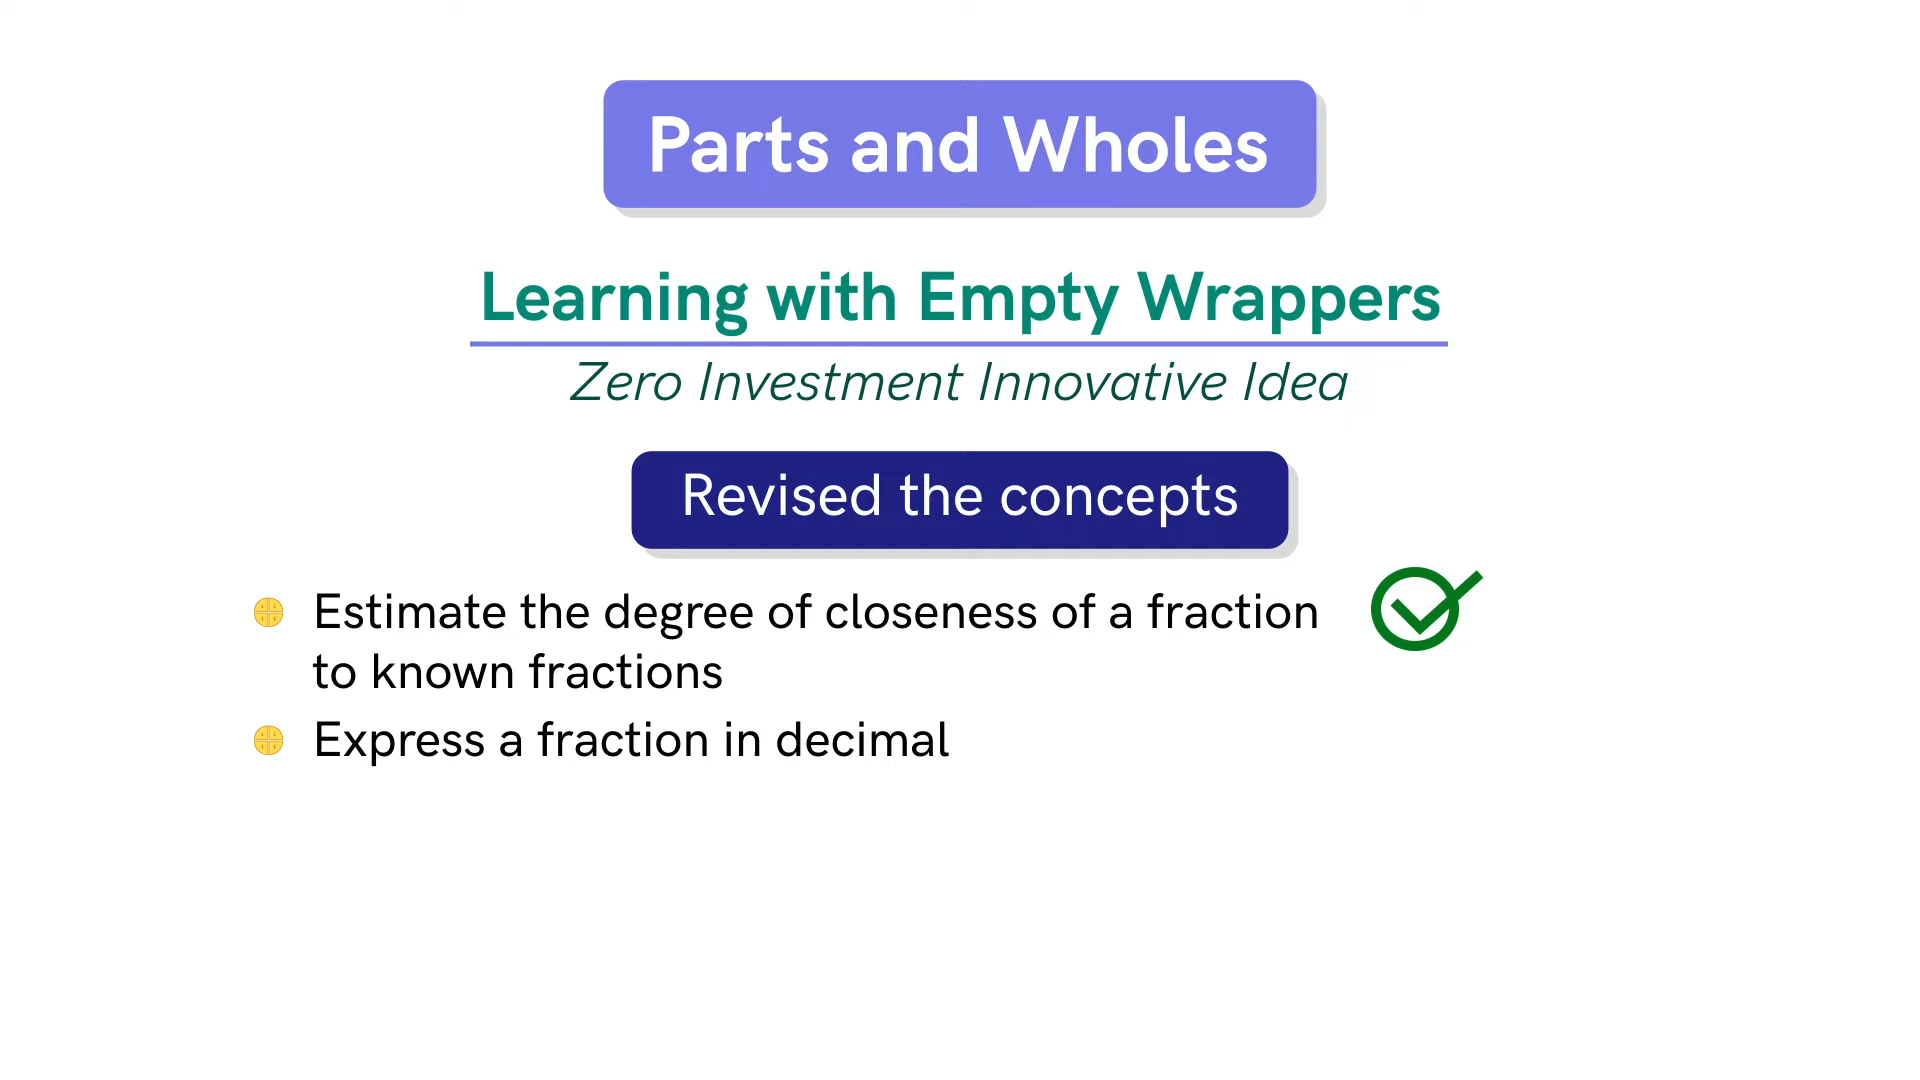 Parts and Wholes
Learning with Empty Wrappers
Zero Investment Innovative Idea
Revised the concepts
Estimate the degree of closeness of a fraction
to known fractions
Express a fraction in decimal